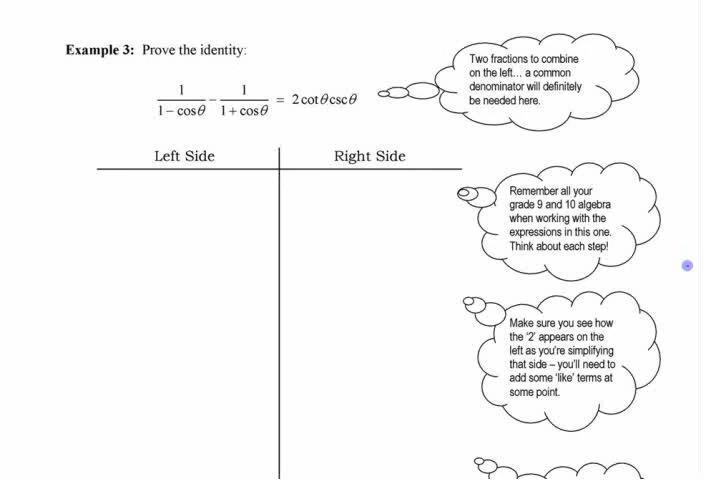 Example 3: Prove the identity:
1/(1 − cosθ) − 1/(1 + cosθ) = 2cotθcscθ
Two fractions to combine
on the left... a common
denominator will definitely
be needed here.
Left Side
Right Side
Remember all your
grade 9 and 10 algebra
when working with the
expressions in this one.
Think about each step!
Make sure you see how
the ‘2’ appears on the
left as you're simplifying
that side – you'll need to
add some ‘like’ terms at
some point.